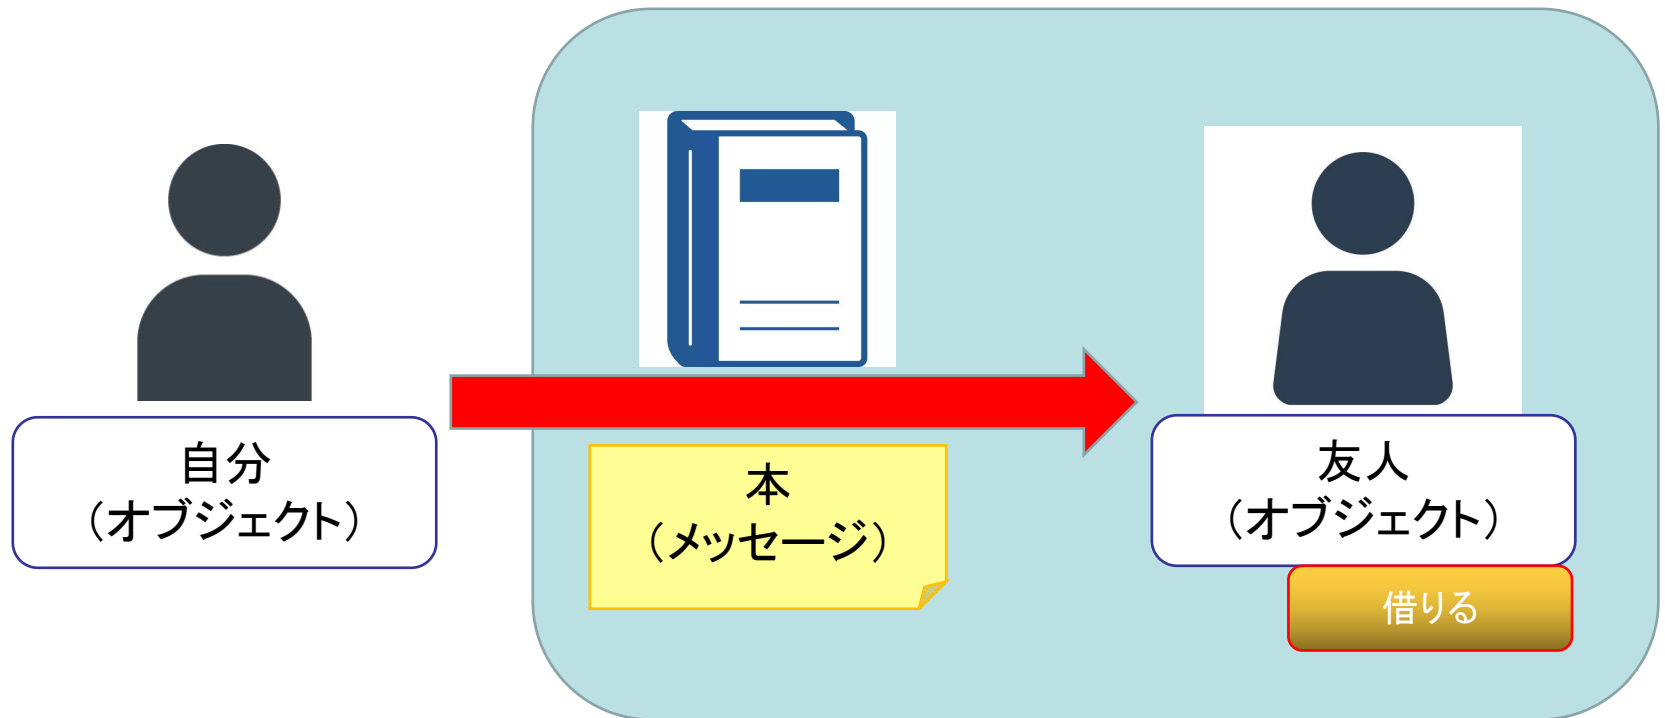 自分
（オブジェクト）
本
（メッセージ）
友人
（オブジェクト）
借りる